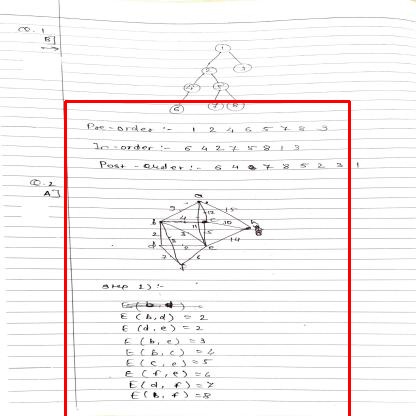 Q.1
B]
1
2 3
4 5
6 7 8
Pre-order :- 1 2 4 6 5 7 8 3
In-order :- 6 4 2 7 5 8 1 3
Post-order :- 6 4 7 8 5 2 3 1
Q.2
A]
a
9 12 15
b 4 c 10 h
11 5
2 3 14
d 2 e
7 8 6
f
Step 1) :-
E (b,d) = 2
E (d,e) = 2
E (b,e) = 3
E (b,c) = 4
E (c,e) = 5
E (f,e) = 6
E (d,f) = 7
E (b,f) = 8